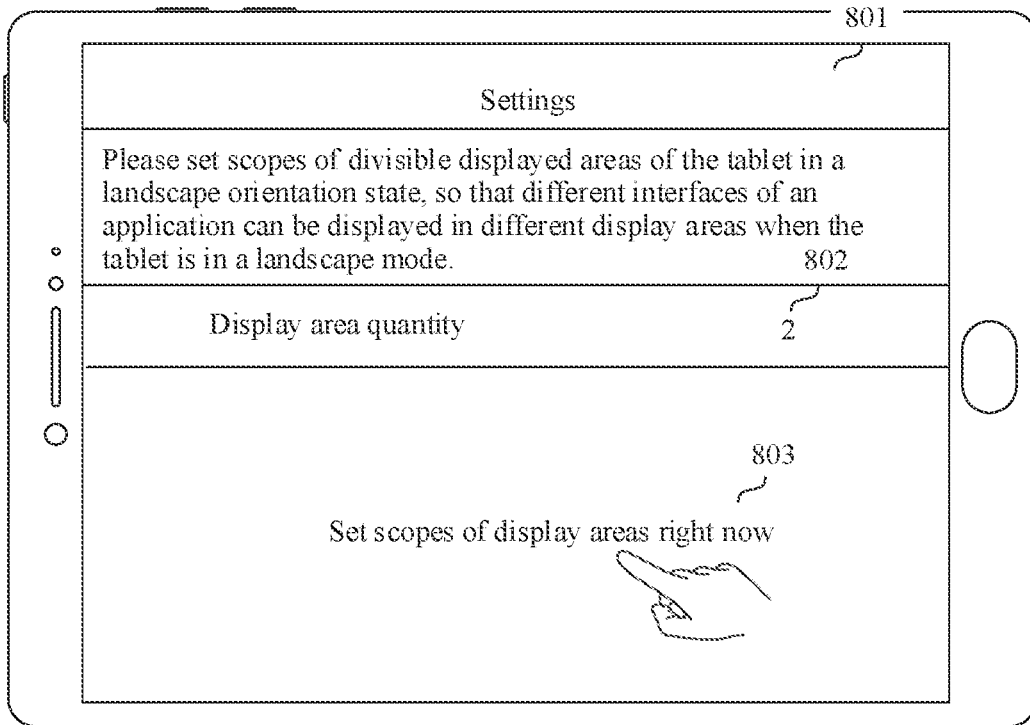 801
Settings
Please set scopes of divisible displayed areas of the tablet in a
landscape orientation state, so that different interfaces of an
application can be displayed in different display areas when the
tablet is in a landscape mode.
802
Display area quantity 2
803
Set scopes of display areas right now